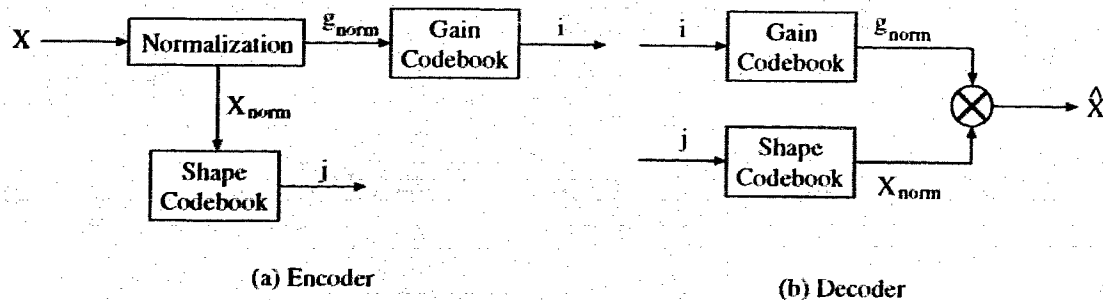 X
Normalization
g_norm
Gain
Codebook
i
X_norm
Shape
Codebook
j
(a) Encoder
i
Gain
Codebook
g_norm
X̂
j
Shape
Codebook
X_norm
(b) Decoder